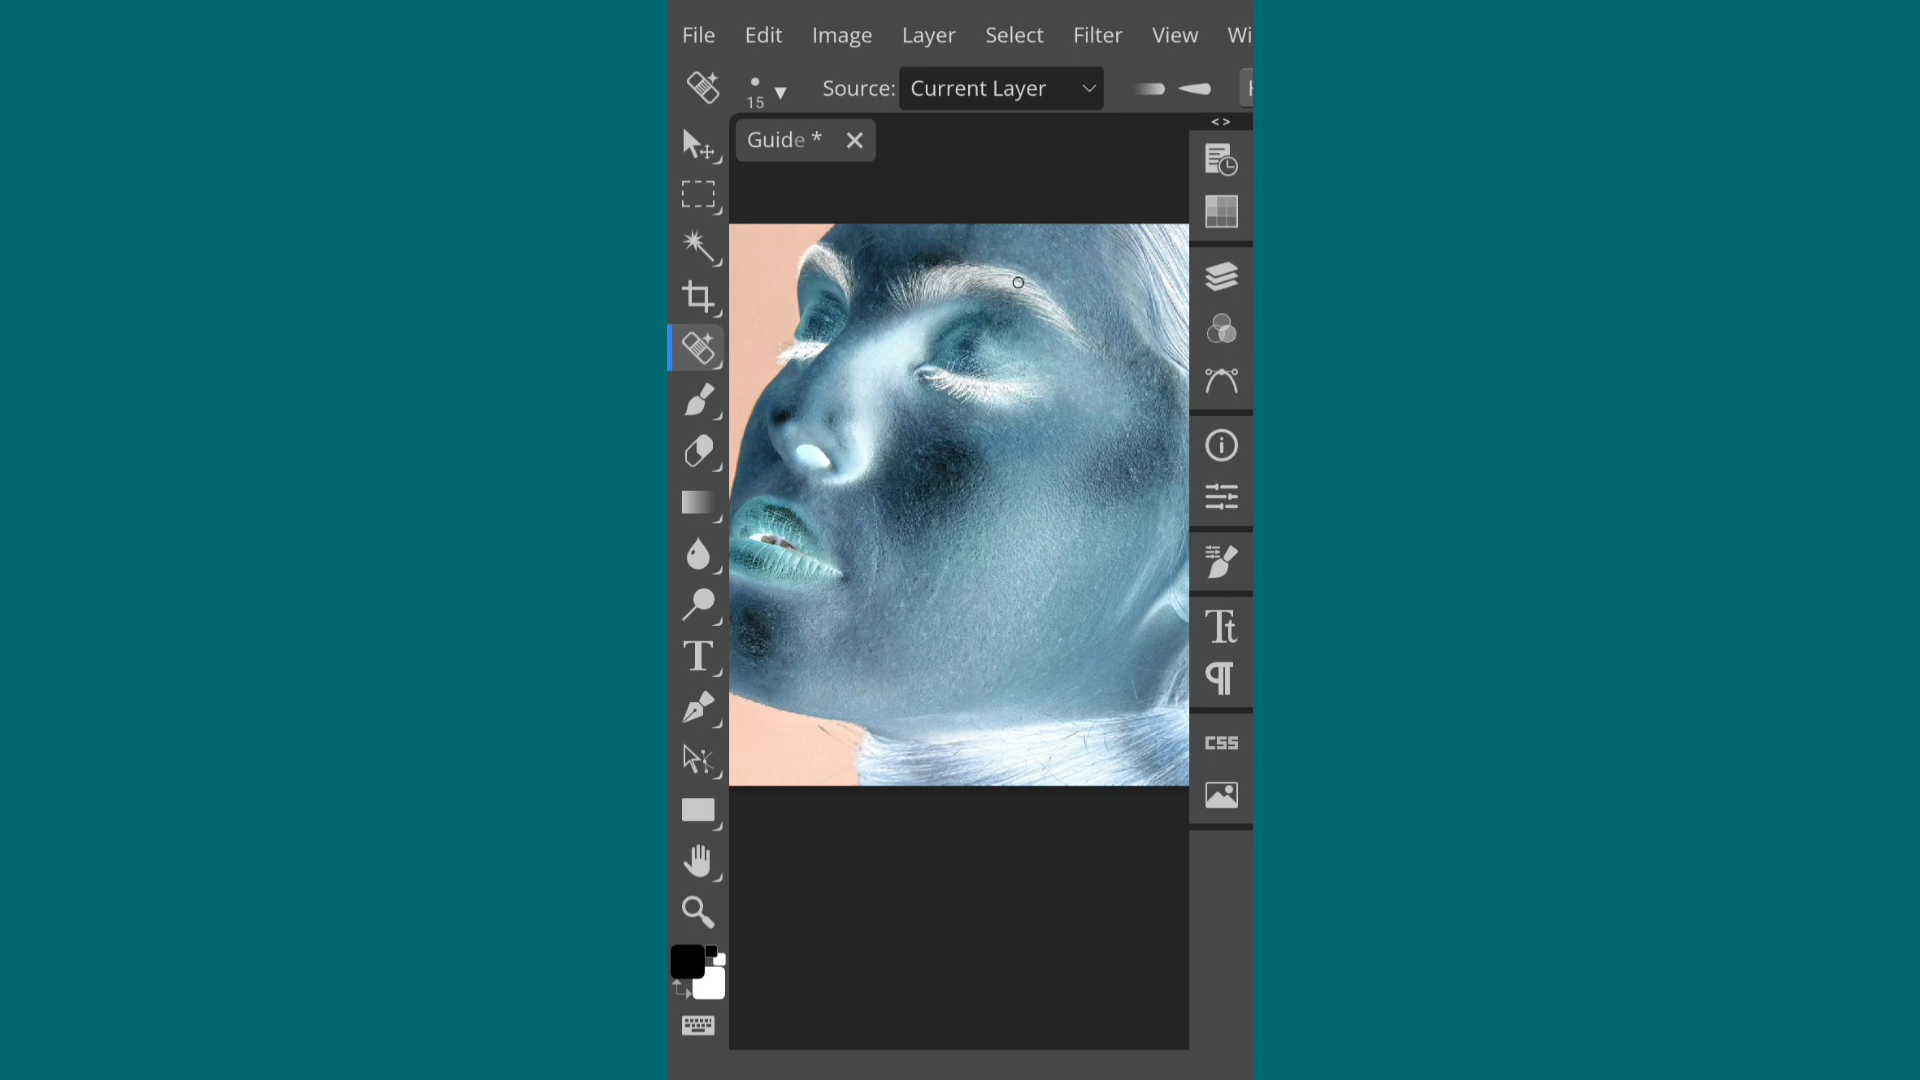 File Edit Image Layer Select Filter View Wi
15 Source: Current Layer
Guide *
CSS